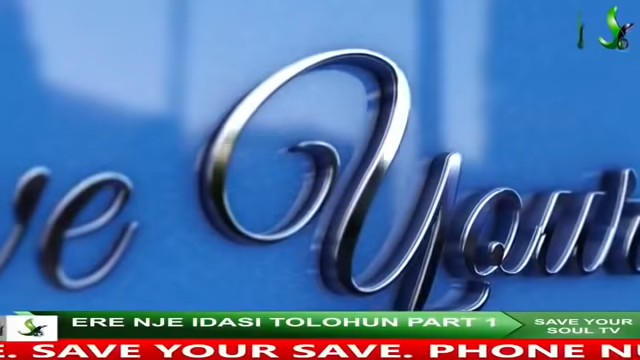 ve Your
ERE NJE IDASI TOLOHUN PART 1
SAVE YOUR
SOUL TV
E. SAVE YOUR SAVE. PHONE N